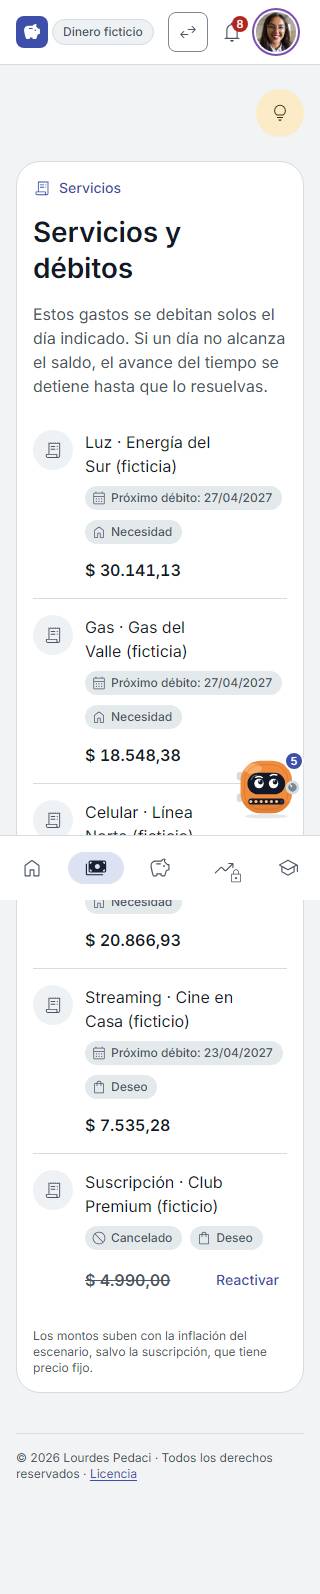 Dinero ficticio
8
Servicios
Servicios y
débitos
Estos gastos se debitan solos el
día indicado. Si un día no alcanza
el saldo, el avance del tiempo se
detiene hasta que lo resuelvas.
Luz · Energía del
Sur (ficticia)
Próximo débito: 27/04/2027
Necesidad
$ 30.141,13
Gas · Gas del
Valle (ficticia)
Próximo débito: 27/04/2027
Necesidad
$ 18.548,38
5
Celular · Línea
Norte (ficticio)
Necesidad
$ 20.866,93
Streaming · Cine en
Casa (ficticio)
Próximo débito: 23/04/2027
Deseo
$ 7.535,28
Suscripción · Club
Premium (ficticio)
Cancelado Deseo
$ 4.990,00 Reactivar
Los montos suben con la inflación del
escenario, salvo la suscripción, que tiene
precio fijo.
© 2026 Lourdes Pedaci · Todos los derechos
reservados · Licencia